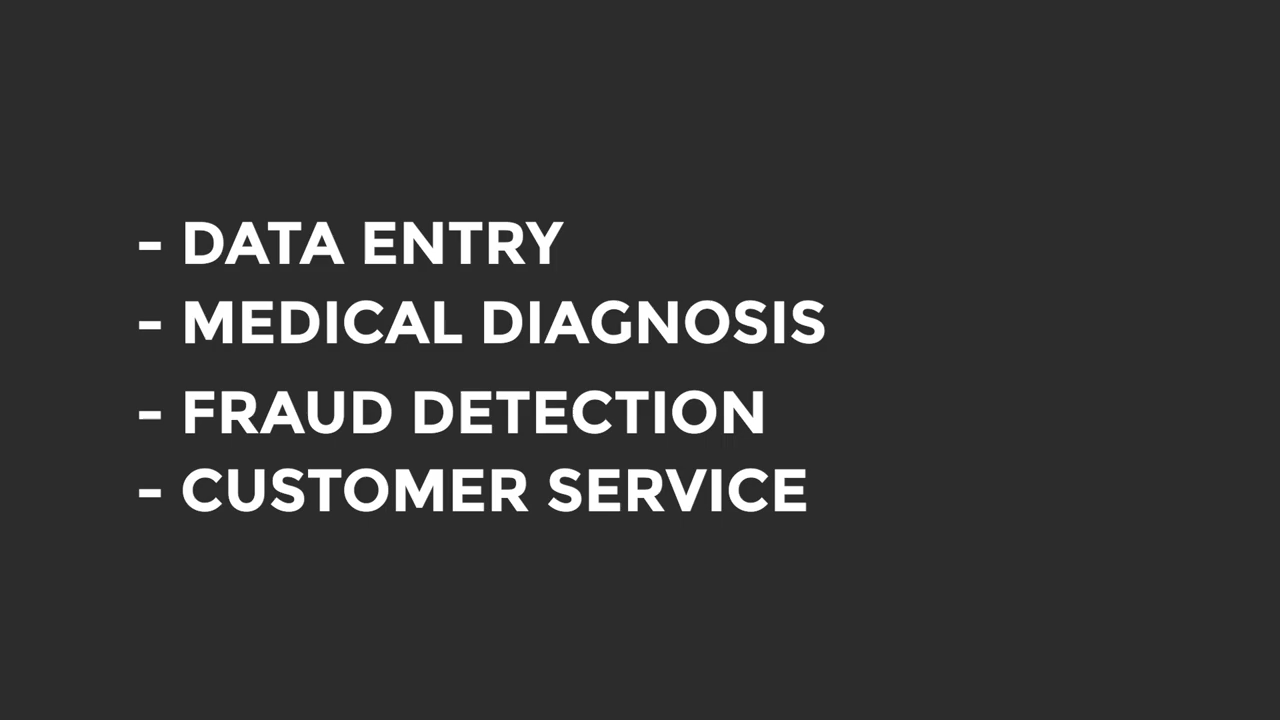 - DATA ENTRY
- MEDICAL DIAGNOSIS
- FRAUD DETECTION
- CUSTOMER SERVICE